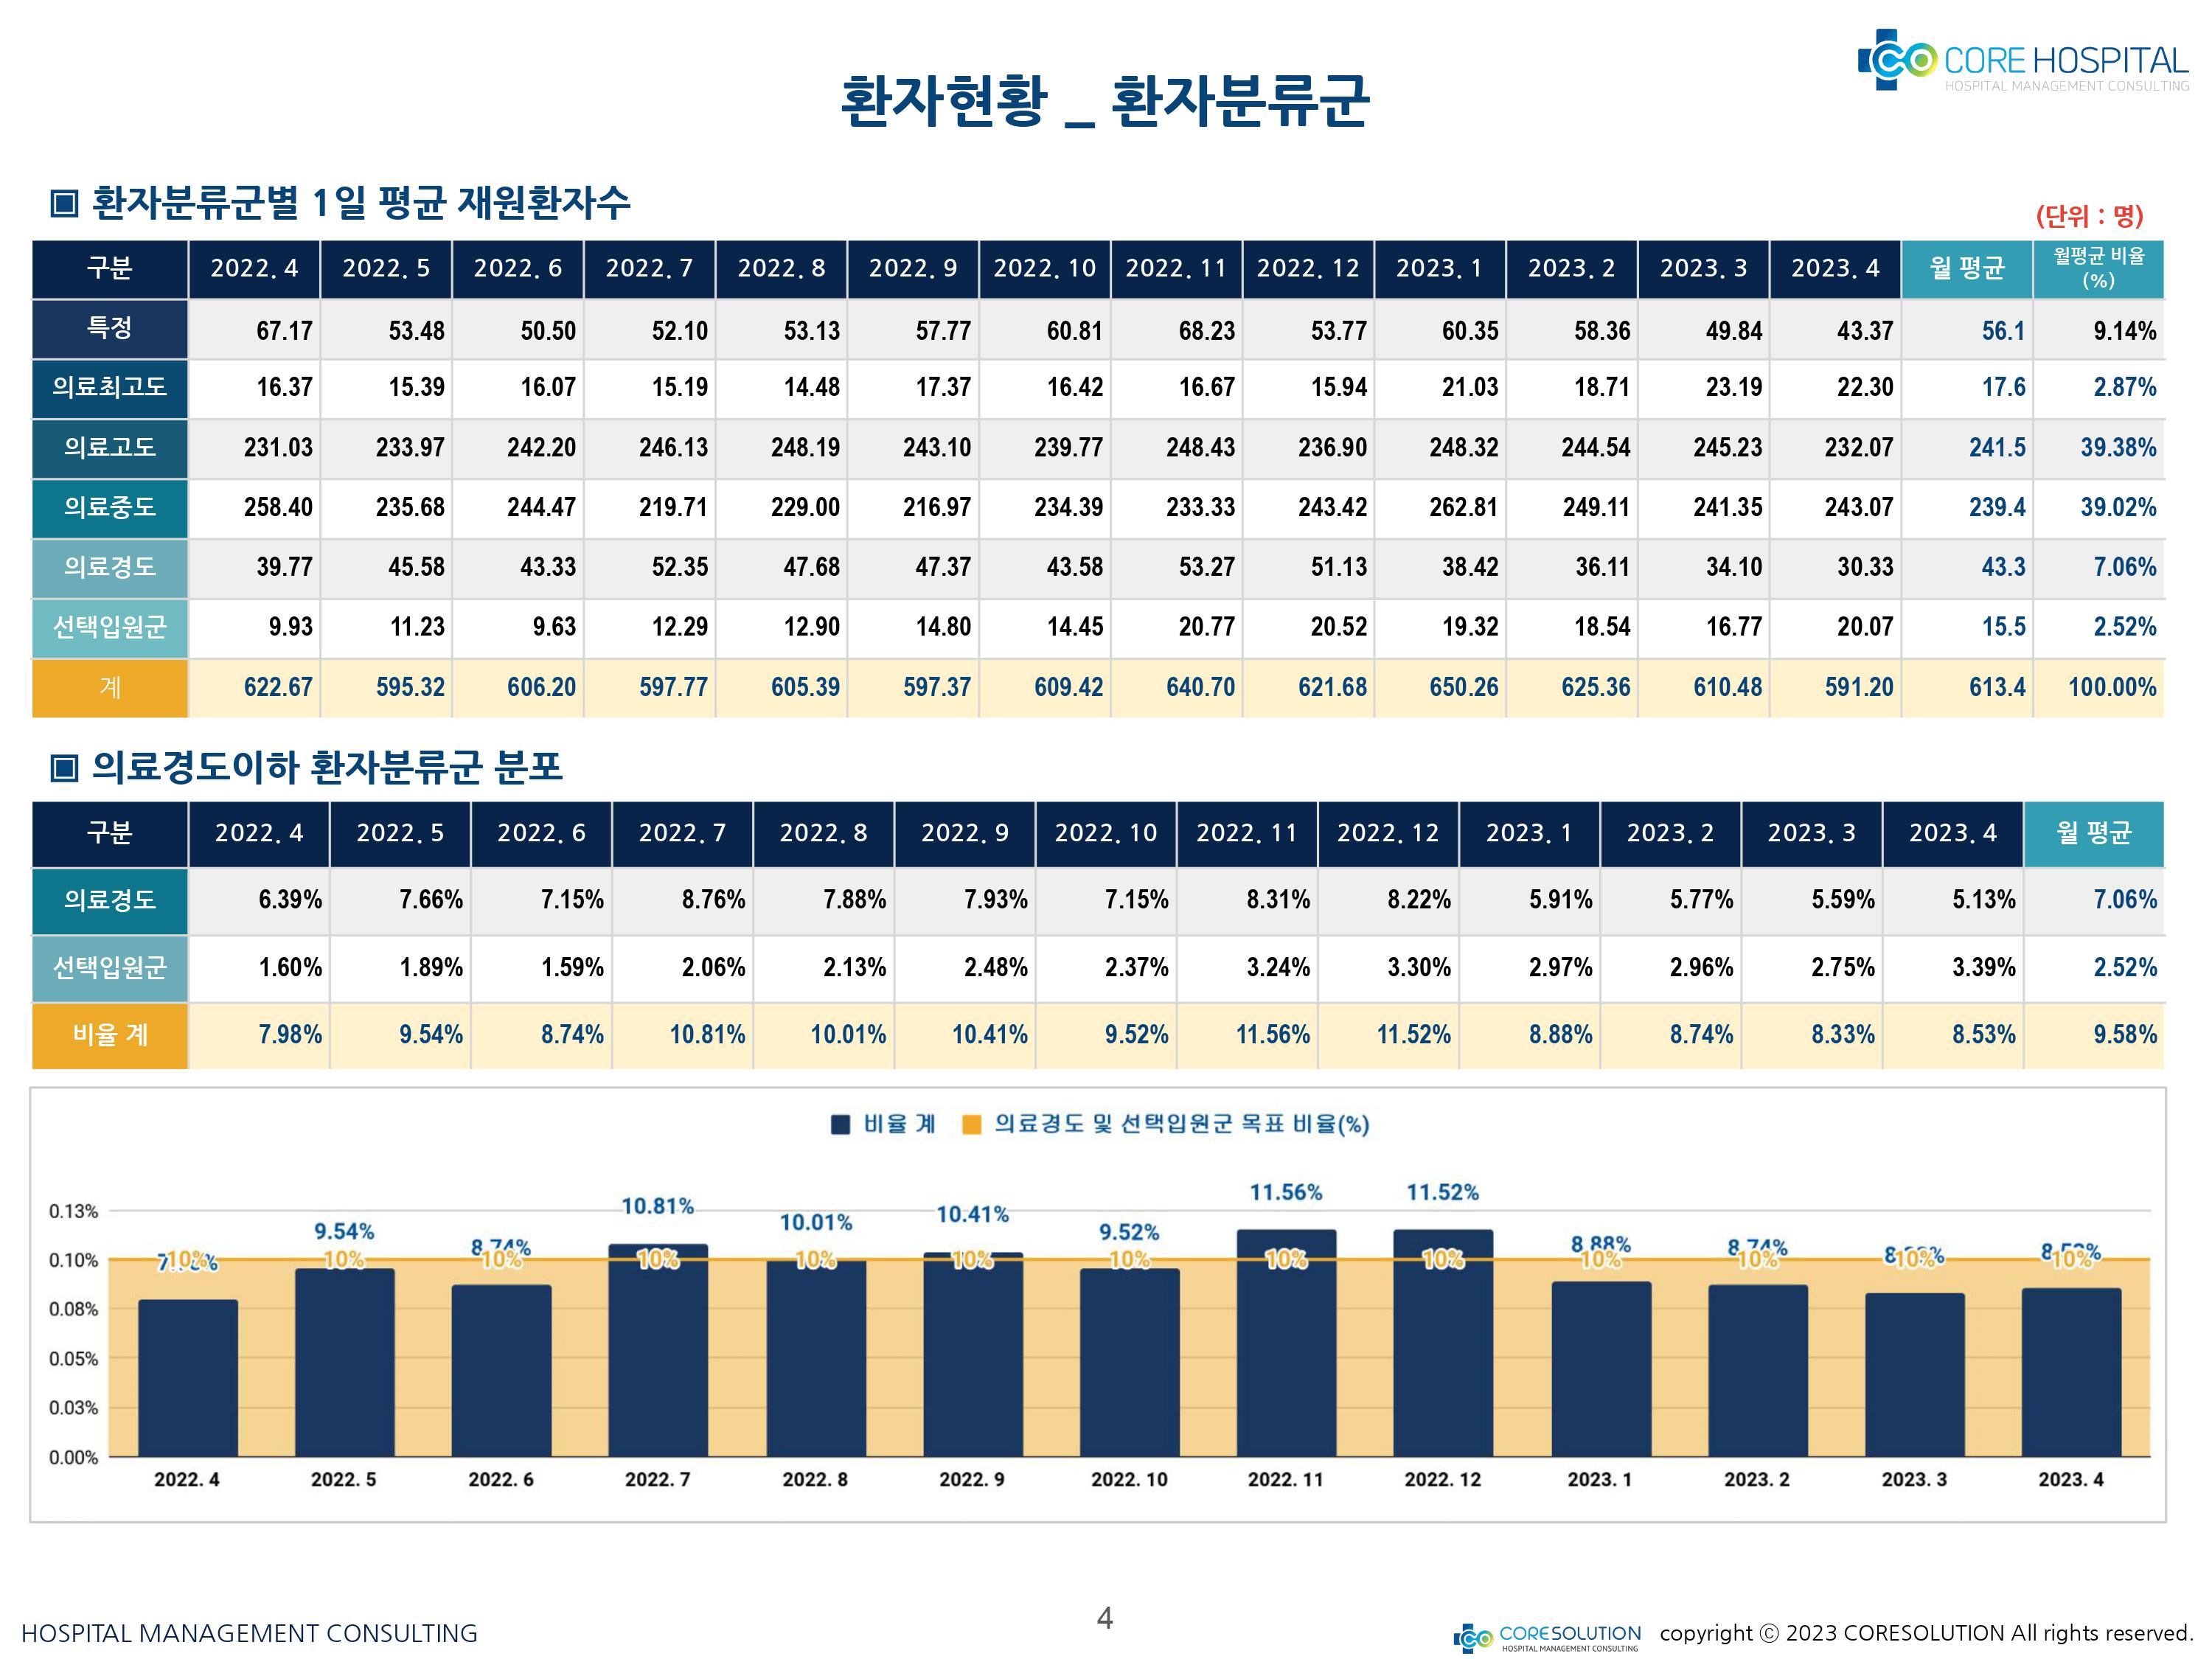 CORE HOSPITAL
HOSPITAL MANAGEMENT CONSULTING
환자현황 _ 환자분류군
▣ 환자분류군별 1일 평균 재원환자수
(단위 : 명)
구분 2022. 4 2022. 5 2022. 6 2022. 7 2022. 8 2022. 9 2022. 10 2022. 11 2022. 12 2023. 1 2023. 2 2023. 3 2023. 4 월 평균 월평균 비율 (%)
특정 67.17 53.48 50.50 52.10 53.13 57.77 60.81 68.23 53.77 60.35 58.36 49.84 43.37 56.1 9.14%
의료최고도 16.37 15.39 16.07 15.19 14.48 17.37 16.42 16.67 15.94 21.03 18.71 23.19 22.30 17.6 2.87%
의료고도 231.03 233.97 242.20 246.13 248.19 243.10 239.77 248.43 236.90 248.32 244.54 245.23 232.07 241.5 39.38%
의료중도 258.40 235.68 244.47 219.71 229.00 216.97 234.39 233.33 243.42 262.81 249.11 241.35 243.07 239.4 39.02%
의료경도 39.77 45.58 43.33 52.35 47.68 47.37 43.58 53.27 51.13 38.42 36.11 34.10 30.33 43.3 7.06%
선택입원군 9.93 11.23 9.63 12.29 12.90 14.80 14.45 20.77 20.52 19.32 18.54 16.77 20.07 15.5 2.52%
계 622.67 595.32 606.20 597.77 605.39 597.37 609.42 640.70 621.68 650.26 625.36 610.48 591.20 613.4 100.00%
▣ 의료경도이하 환자분류군 분포
구분 2022. 4 2022. 5 2022. 6 2022. 7 2022. 8 2022. 9 2022. 10 2022. 11 2022. 12 2023. 1 2023. 2 2023. 3 2023. 4 월 평균
의료경도 6.39% 7.66% 7.15% 8.76% 7.88% 7.93% 7.15% 8.31% 8.22% 5.91% 5.77% 5.59% 5.13% 7.06%
선택입원군 1.60% 1.89% 1.59% 2.06% 2.13% 2.48% 2.37% 3.24% 3.30% 2.97% 2.96% 2.75% 3.39% 2.52%
비율 계 7.98% 9.54% 8.74% 10.81% 10.01% 10.41% 9.52% 11.56% 11.52% 8.88% 8.74% 8.33% 8.53% 9.58%
비율 계 의료경도 및 선택입원군 목표 비율(%)
11.56% 11.52%
0.13% 10.81% 10.41%
9.54% 10.01% 9.52%
8.74% 8.88% 8.74%
0.10% 10% 10% 10% 10% 10% 10% 10% 10% 10% 10% 10% 10% 10%
0.08%
0.05%
0.03%
0.00%
2022. 4 2022. 5 2022. 6 2022. 7 2022. 8 2022. 9 2022. 10 2022. 11 2022. 12 2023. 1 2023. 2 2023. 3 2023. 4
HOSPITAL MANAGEMENT CONSULTING
4
CORESOLUTION
HOSPITAL MANAGEMENT CONSULTING
copyright ⓒ 2023 CORESOLUTION All rights reserved.